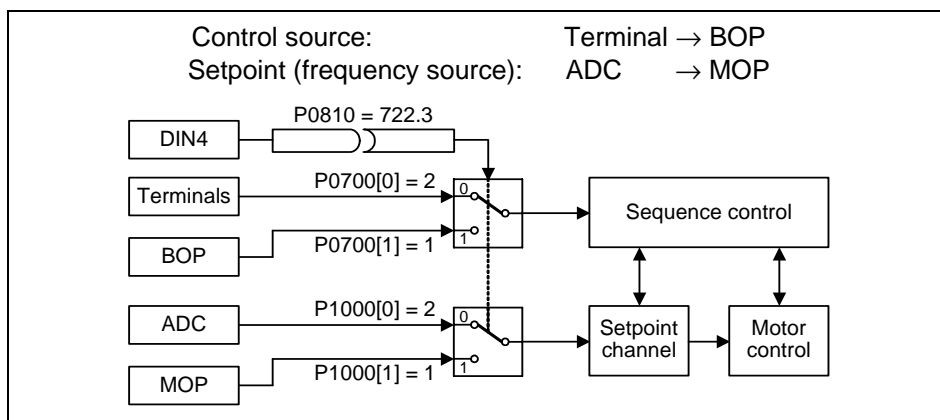 Control source: Terminal → BOP
Setpoint (frequency source): ADC → MOP
P0810 = 722.3
DIN4
Terminals
P0700[0] = 2
0
Sequence control
BOP
P0700[1] = 1
1
ADC
P1000[0] = 2
0
Setpoint
channel
Motor
control
MOP
P1000[1] = 1
1